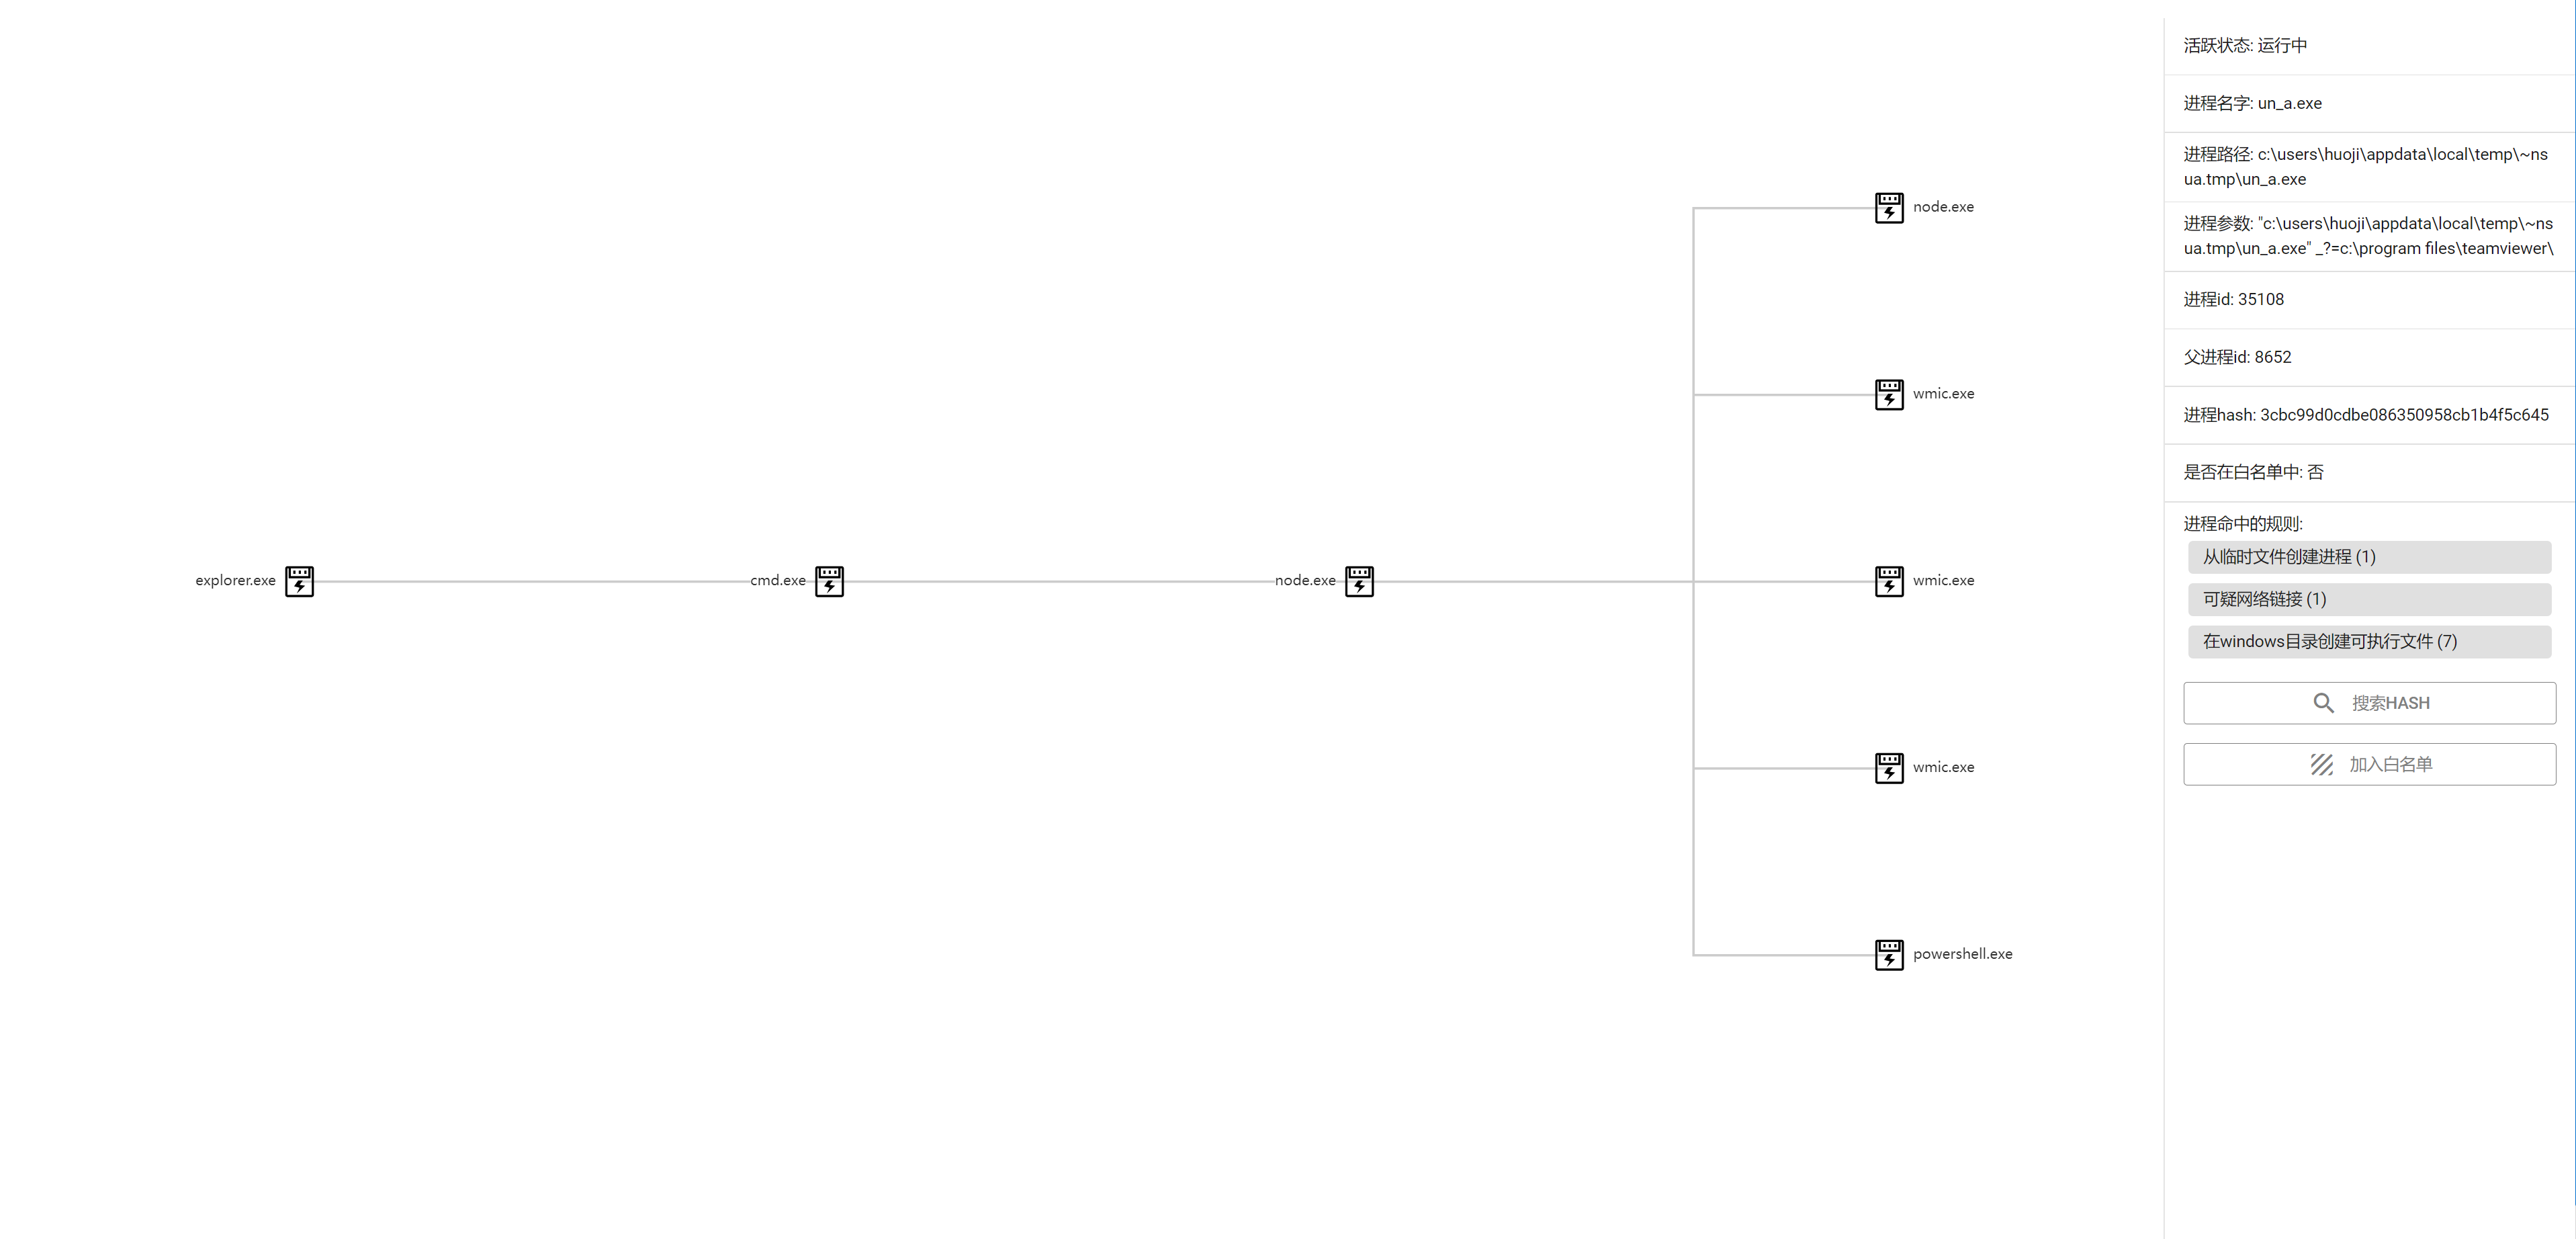 explorer.exe
cmd.exe
node.exe
node.exe
wmic.exe
wmic.exe
wmic.exe
powershell.exe
活跃状态: 运行中
进程名字: un_a.exe
进程路径: c:\users\huoji\appdata\local\temp\~ns
ua.tmp\un_a.exe
进程参数: "c:\users\huoji\appdata\local\temp\~ns
ua.tmp\un_a.exe" _?=c:\program files\teamviewer\
进程id: 35108
父进程id: 8652
进程hash: 3cbc99d0cdbe086350958cb1b4f5c645
是否在白名单中: 否
进程命中的规则:
从临时文件创建进程 (1)
可疑网络链接 (1)
在windows目录创建可执行文件 (7)
搜索HASH
加入白名单